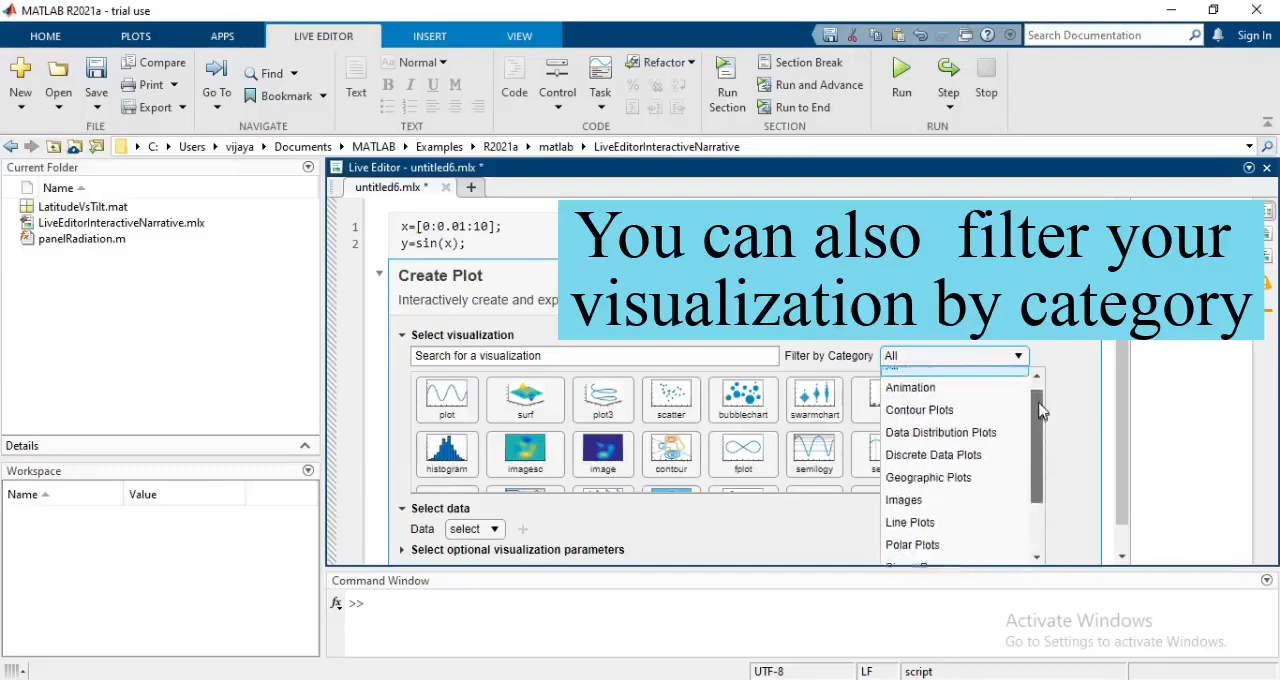 MATLAB R2021a - trial use
HOME PLOTS APPS LIVE EDITOR INSERT VIEW Search Documentation Sign In
New Open Save Compare Print Export
FILE
Go To Find Bookmark
NAVIGATE
Text Aa Normal B I U M
TEXT
Code Control Task Refactor
CODE
Run Section Section Break Run and Advance Run to End
SECTION
Run Step Stop
RUN
C: Users vijaya Documents MATLAB Examples R2021a matlab LiveEditorInteractiveNarrative
Current Folder
Name
LatitudeVsTilt.mat
LiveEditorInteractiveNarrative.mlx
panelRadiation.m
Details
Workspace
Name Value
Live Editor - untitled6.mlx *
untitled6.mlx *
1 x=[0:0.01:10];
2 y=sin(x);
You can also filter your
visualization by category
Create Plot
Interactively create and exp
Select visualization
Search for a visualization Filter by Category All
plot surf plot3 scatter bubblechart swarmchart
histogram imagesc image contour fplot semilogy se
Animation
Contour Plots
Data Distribution Plots
Discrete Data Plots
Geographic Plots
Images
Line Plots
Polar Plots
Select data
Data select
Select optional visualization parameters
Command Window
fx >>
Activate Windows
Go to Settings to activate Windows.
UTF-8 LF script